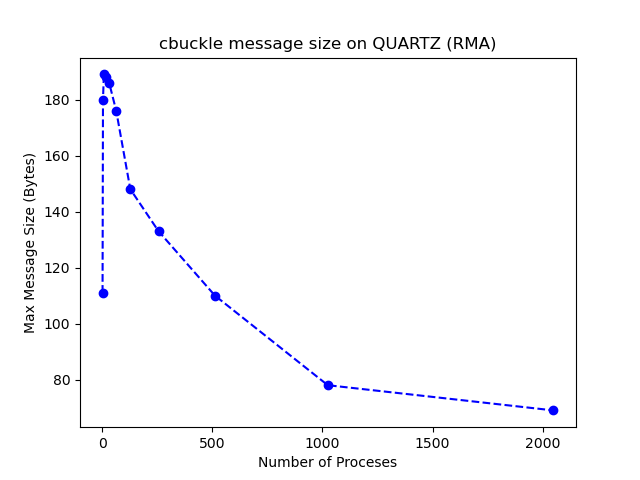 cbuckle message size on QUARTZ (RMA)
Max Message Size (Bytes)
180
160
140
120
100
80
0 500 1000 1500 2000
Number of Proceses